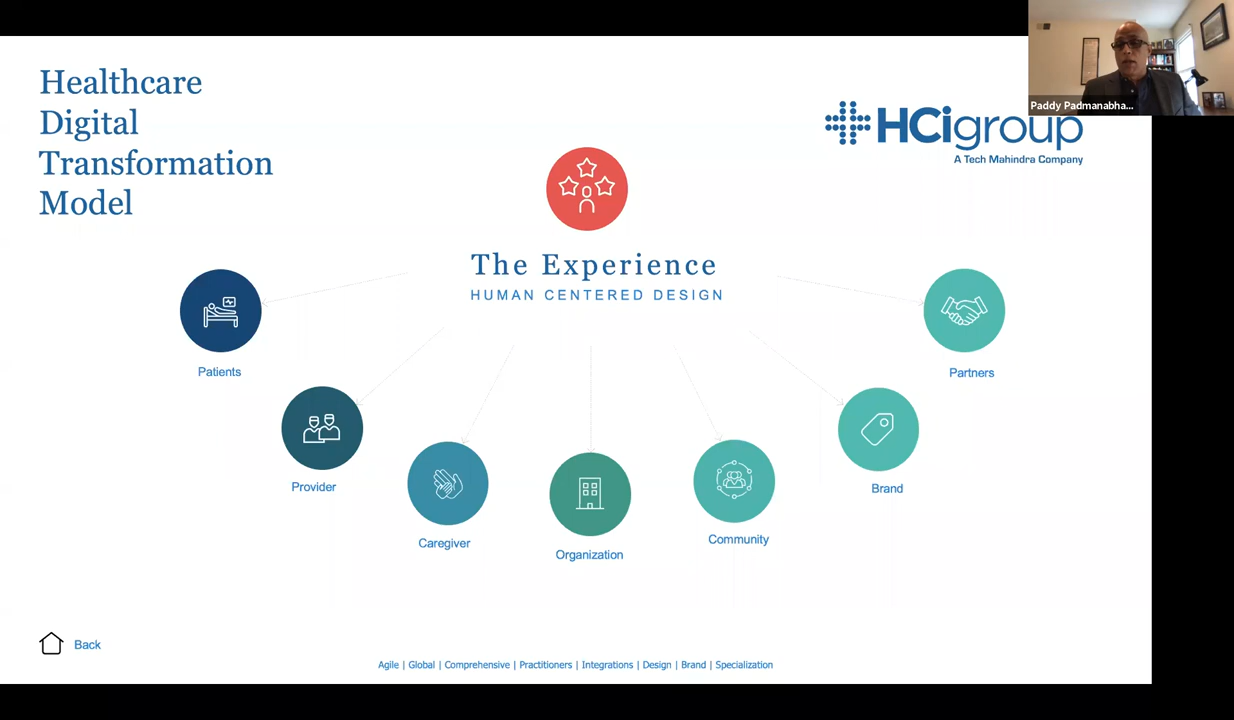 Healthcare
Digital
Transformation
Model
Paddy Padmanabha...
HCigroup
A Tech Mahindra Company
The Experience
HUMAN CENTERED DESIGN
Patients
Partners
Provider
Brand
Caregiver
Community
Organization
Back
Agile | Global | Comprehensive | Practitioners | Integrations | Design | Brand | Specialization